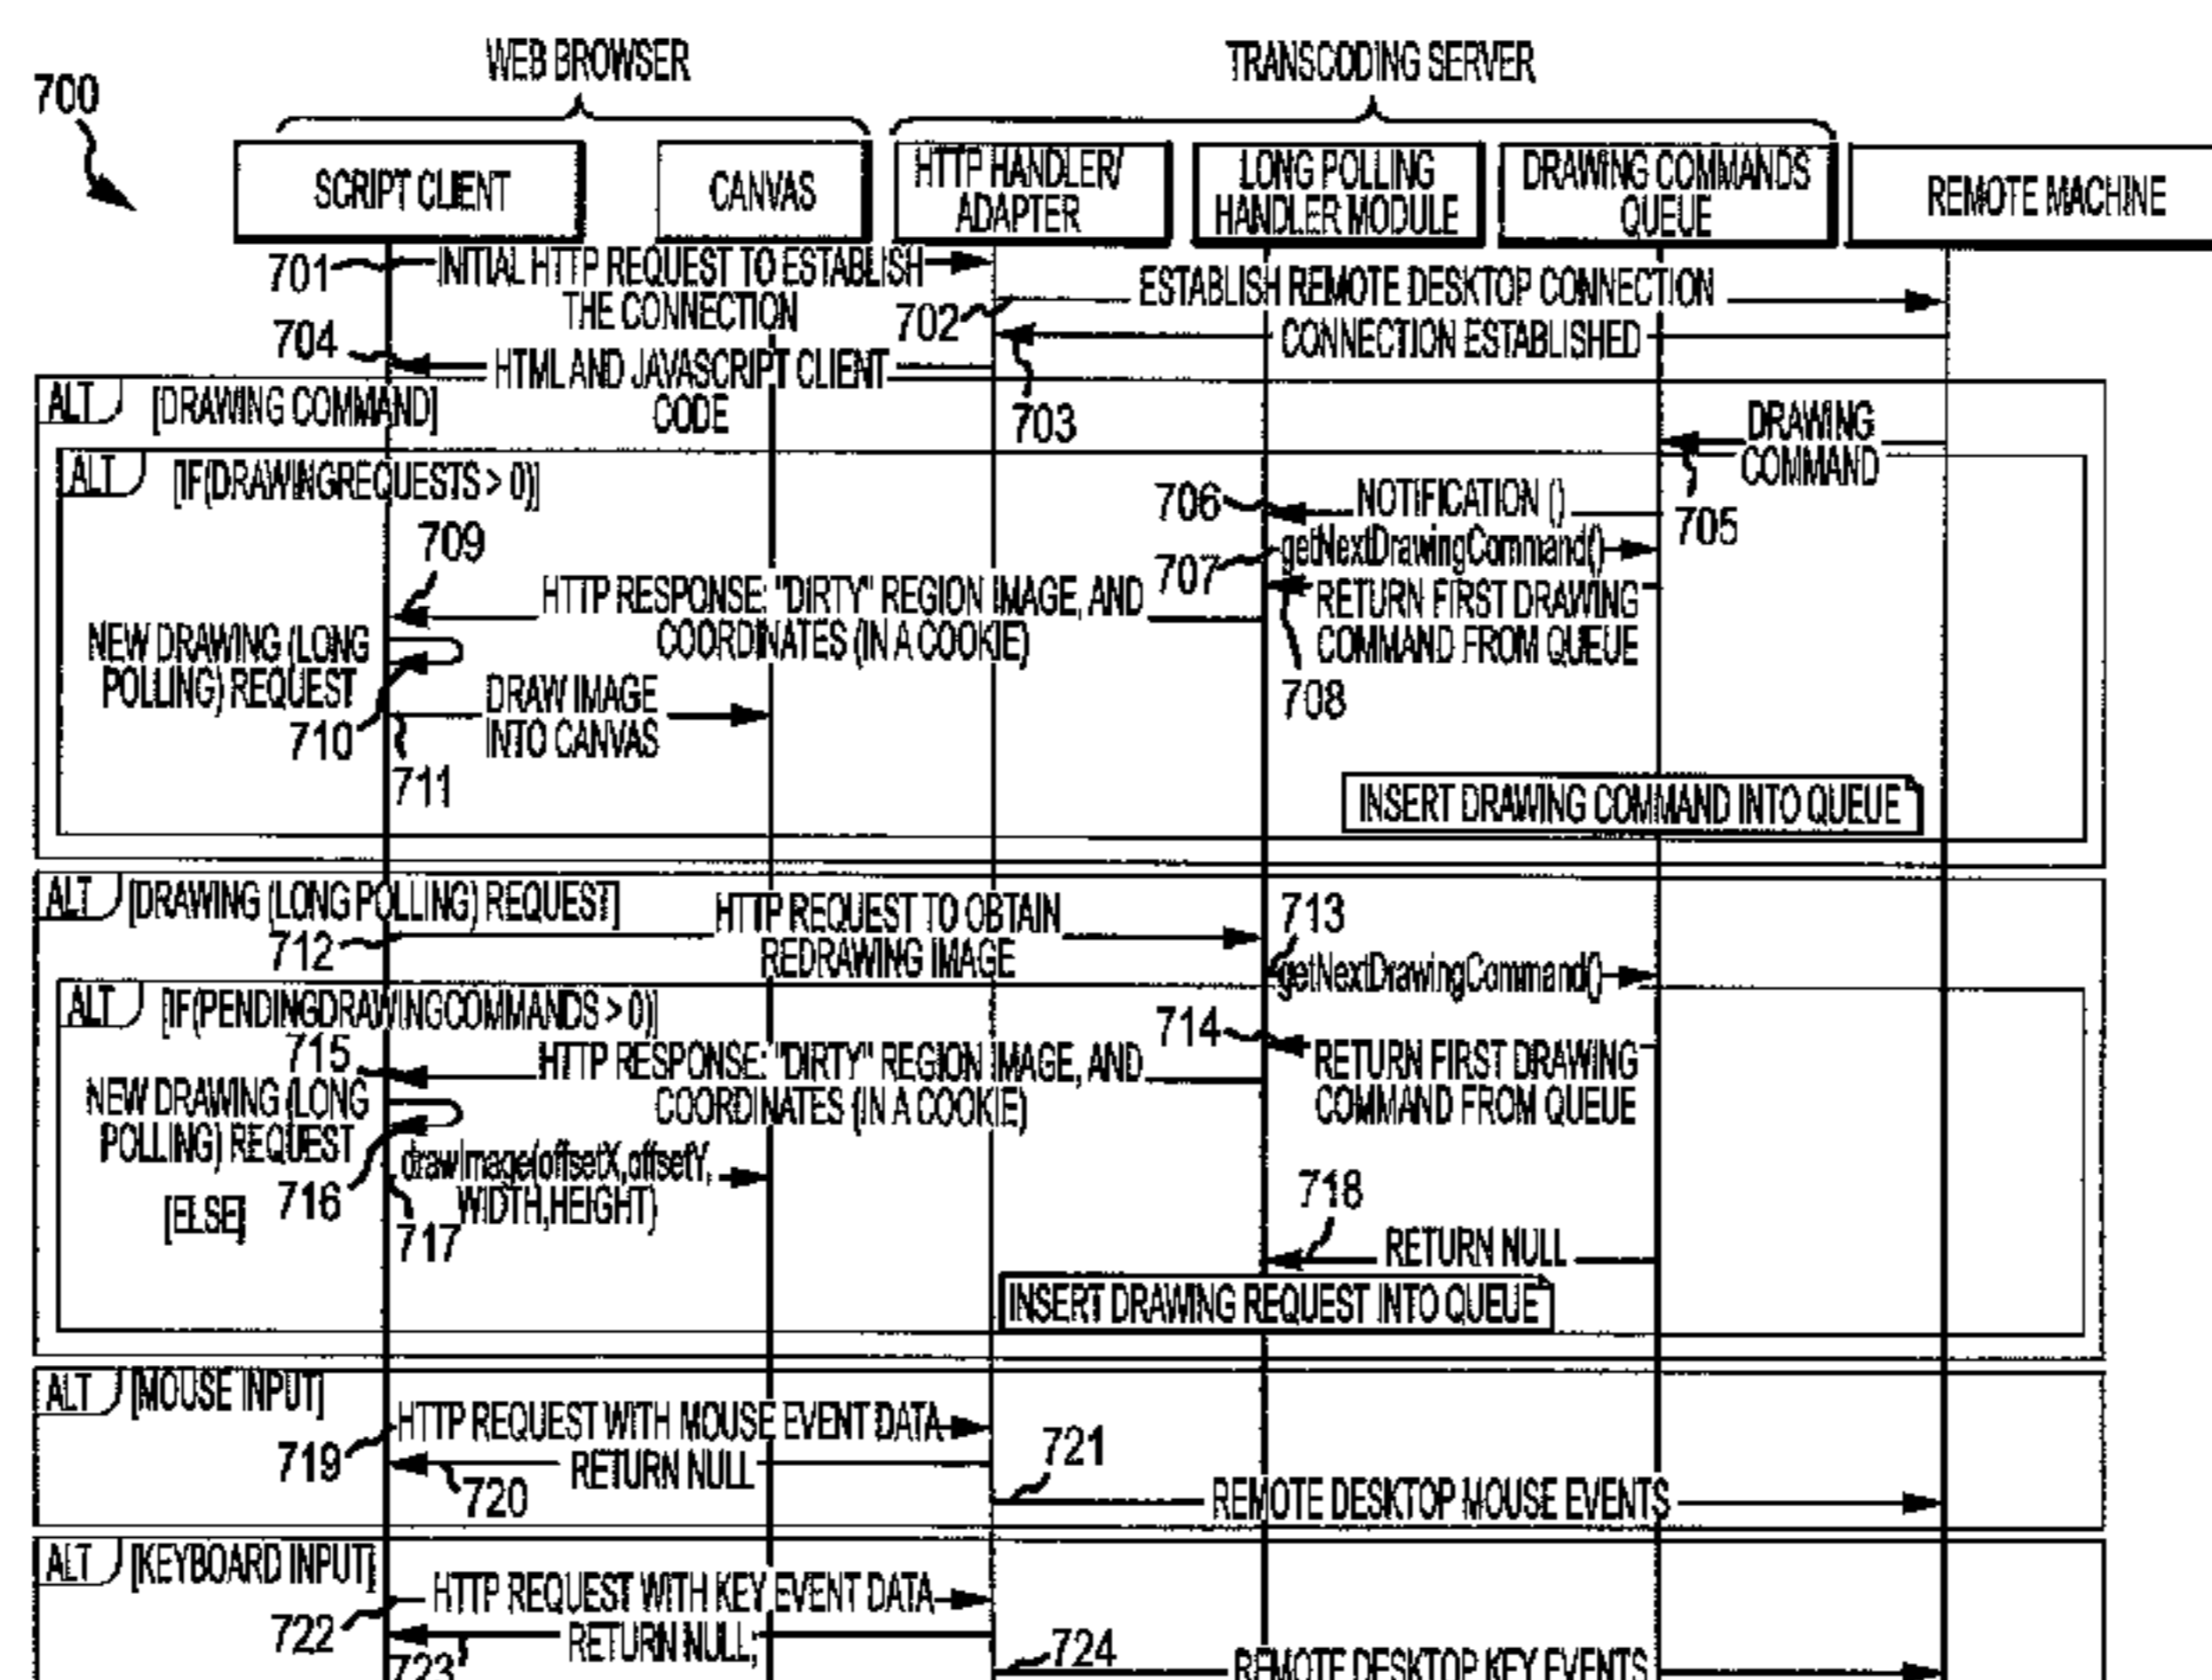 WEB BROWSER
TRANSCODING SERVER
700
SCRIPT CLIENT
CANVAS
HTTP HANDLER/
ADAPTER
LONG POLLING
HANDLER MODULE
DRAWING COMMANDS
QUEUE
REMOTE MACHINE
701
INITIAL HTTP REQUEST TO ESTABLISH
THE CONNECTION
702
ESTABLISH REMOTE DESKTOP CONNECTION
704
CONNECTION ESTABLISHED
HTML AND JAVASCRIPT CLIENT
CODE
703
ALT
[DRAWING COMMAND]
DRAWING
COMMAND
705
ALT
[IF(DRAWINGREQUESTS > 0)]
706
NOTIFICATION ()
707
getNextDrawingCommand()
709
HTTP RESPONSE: "DIRTY" REGION IMAGE, AND
COORDINATES (IN A COOKIE)
RETURN FIRST DRAWING
COMMAND FROM QUEUE
708
NEW DRAWING (LONG
POLLING) REQUEST
710
DRAW IMAGE
INTO CANVAS
711
INSERT DRAWING COMMAND INTO QUEUE
ALT
[DRAWING (LONG POLLING) REQUEST]
712
HTTP REQUEST TO OBTAIN
REDRAWING IMAGE
713
getNextDrawingCommand()
ALT
[IF(PENDINGDRAWINGCOMMANDS > 0)]
714
715
HTTP RESPONSE: "DIRTY" REGION IMAGE, AND
COORDINATES (IN A COOKIE)
RETURN FIRST DRAWING
COMMAND FROM QUEUE
NEW DRAWING (LONG
POLLING) REQUEST
716
drawImage(offsetX,offsetY,
WIDTH,HEIGHT)
717
[ELSE]
718
RETURN NULL
INSERT DRAWING REQUEST INTO QUEUE
ALT
[MOUSE INPUT]
719
HTTP REQUEST WITH MOUSE EVENT DATA
RETURN NULL
720
721
REMOTE DESKTOP MOUSE EVENTS
ALT
[KEYBOARD INPUT]
722
HTTP REQUEST WITH KEY EVENT DATA
RETURN NULL;
723
724
REMOTE DESKTOP KEY EVENTS